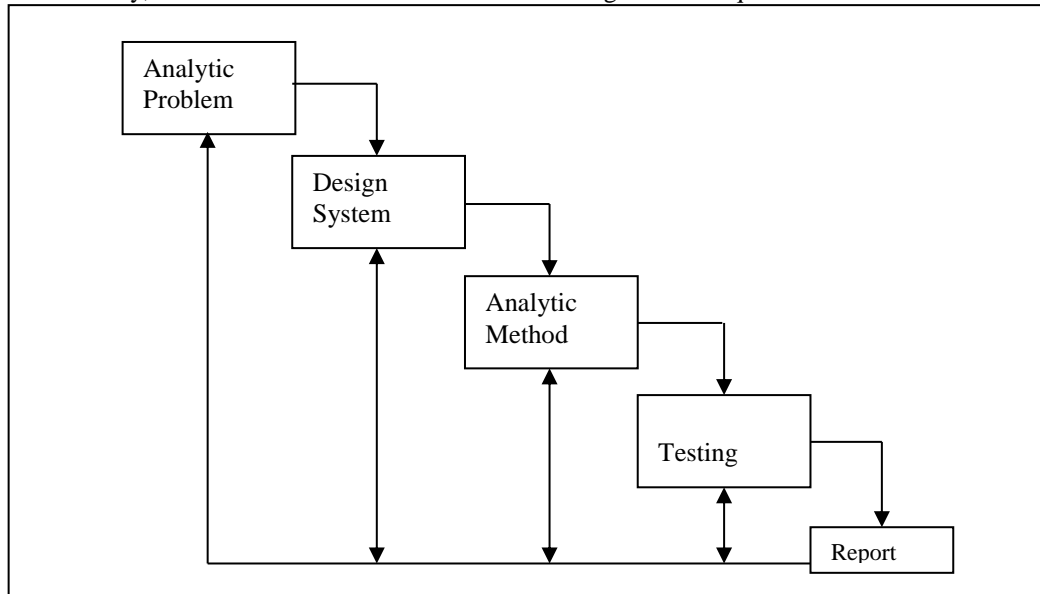 Analytic
Problem
Design
System
Analytic
Method
Testing
Report